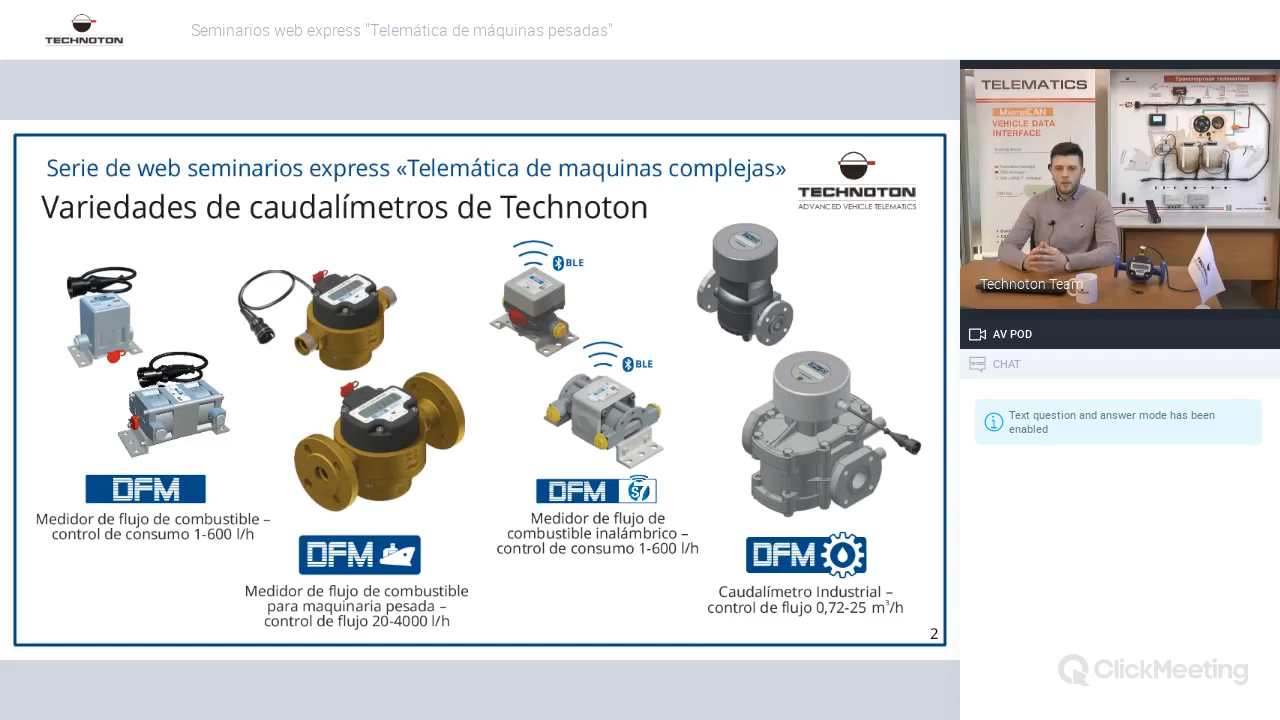 TECHNOTON
Seminarios web express "Telemática de máquinas pesadas"
Serie de web seminarios express «Telemática de maquinas complejas»
Variedades de caudalímetros de Technoton
TECHNOTON
ADVANCED VEHICLE TELEMATICS
BLE
BLE
DFM
Medidor de flujo de combustible –
control de consumo 1-600 l/h
DFM
Medidor de flujo de combustible
para maquinaria pesada –
control de flujo 20-4000 l/h
DFM S7
Medidor de flujo de
combustible inalámbrico –
control de consumo 1-600 l/h
DFM
Caudalímetro Industrial –
control de flujo 0,72-25 m³/h
2
TELEMATICS
MasterCAN
VEHICLE DATA
INTERFACE
Транспортная телематика
Technoton Team
AV POD
CHAT
Text question and answer mode has been
enabled
ClickMeeting